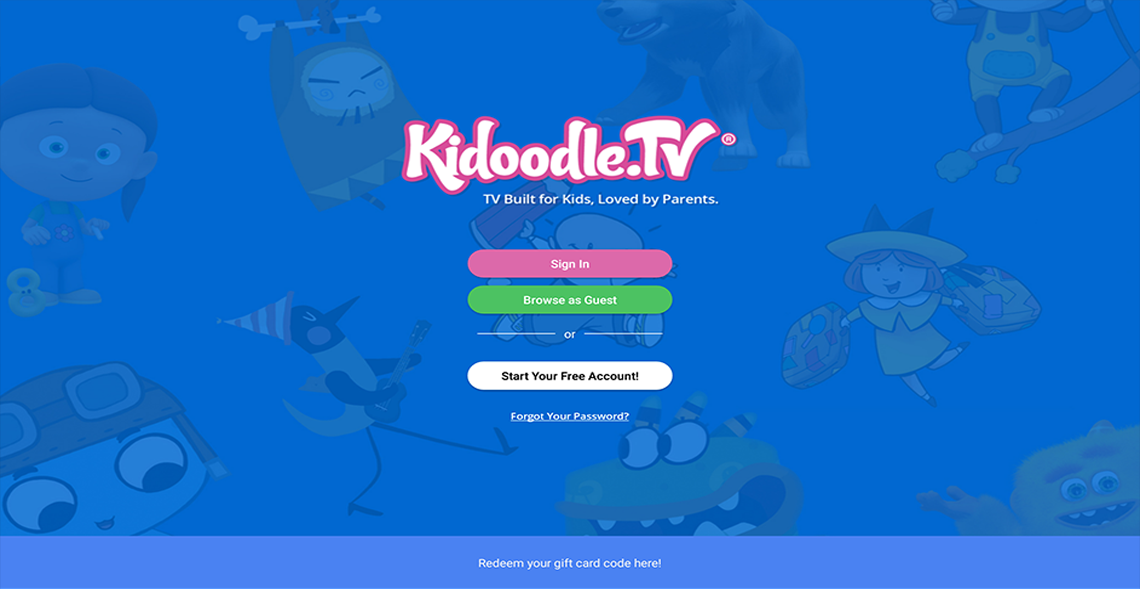 Kidoodle.TV®
TV Built for Kids, Loved by Parents.
Sign In
Browse as Guest
or
Start Your Free Account!
Forgot Your Password?
Redeem your gift card code here!